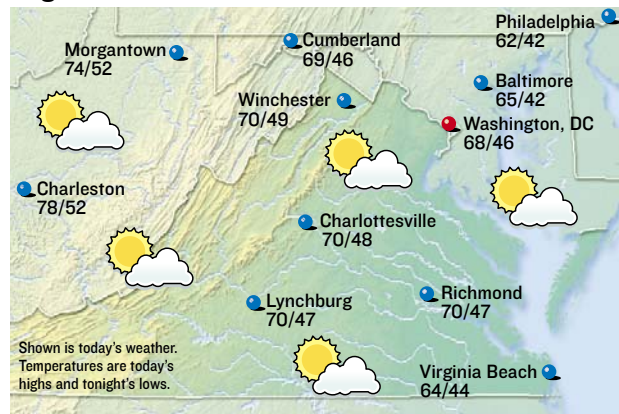 Philadelphia
62/42
Morgantown
74/52
Cumberland
69/46
Baltimore
65/42
Winchester
70/49
Washington, DC
68/46
Charleston
78/52
Charlottesville
70/48
Lynchburg
70/47
Richmond
70/47
Shown is today's weather.
Temperatures are today's
highs and tonight's lows.
Virginia Beach
64/44